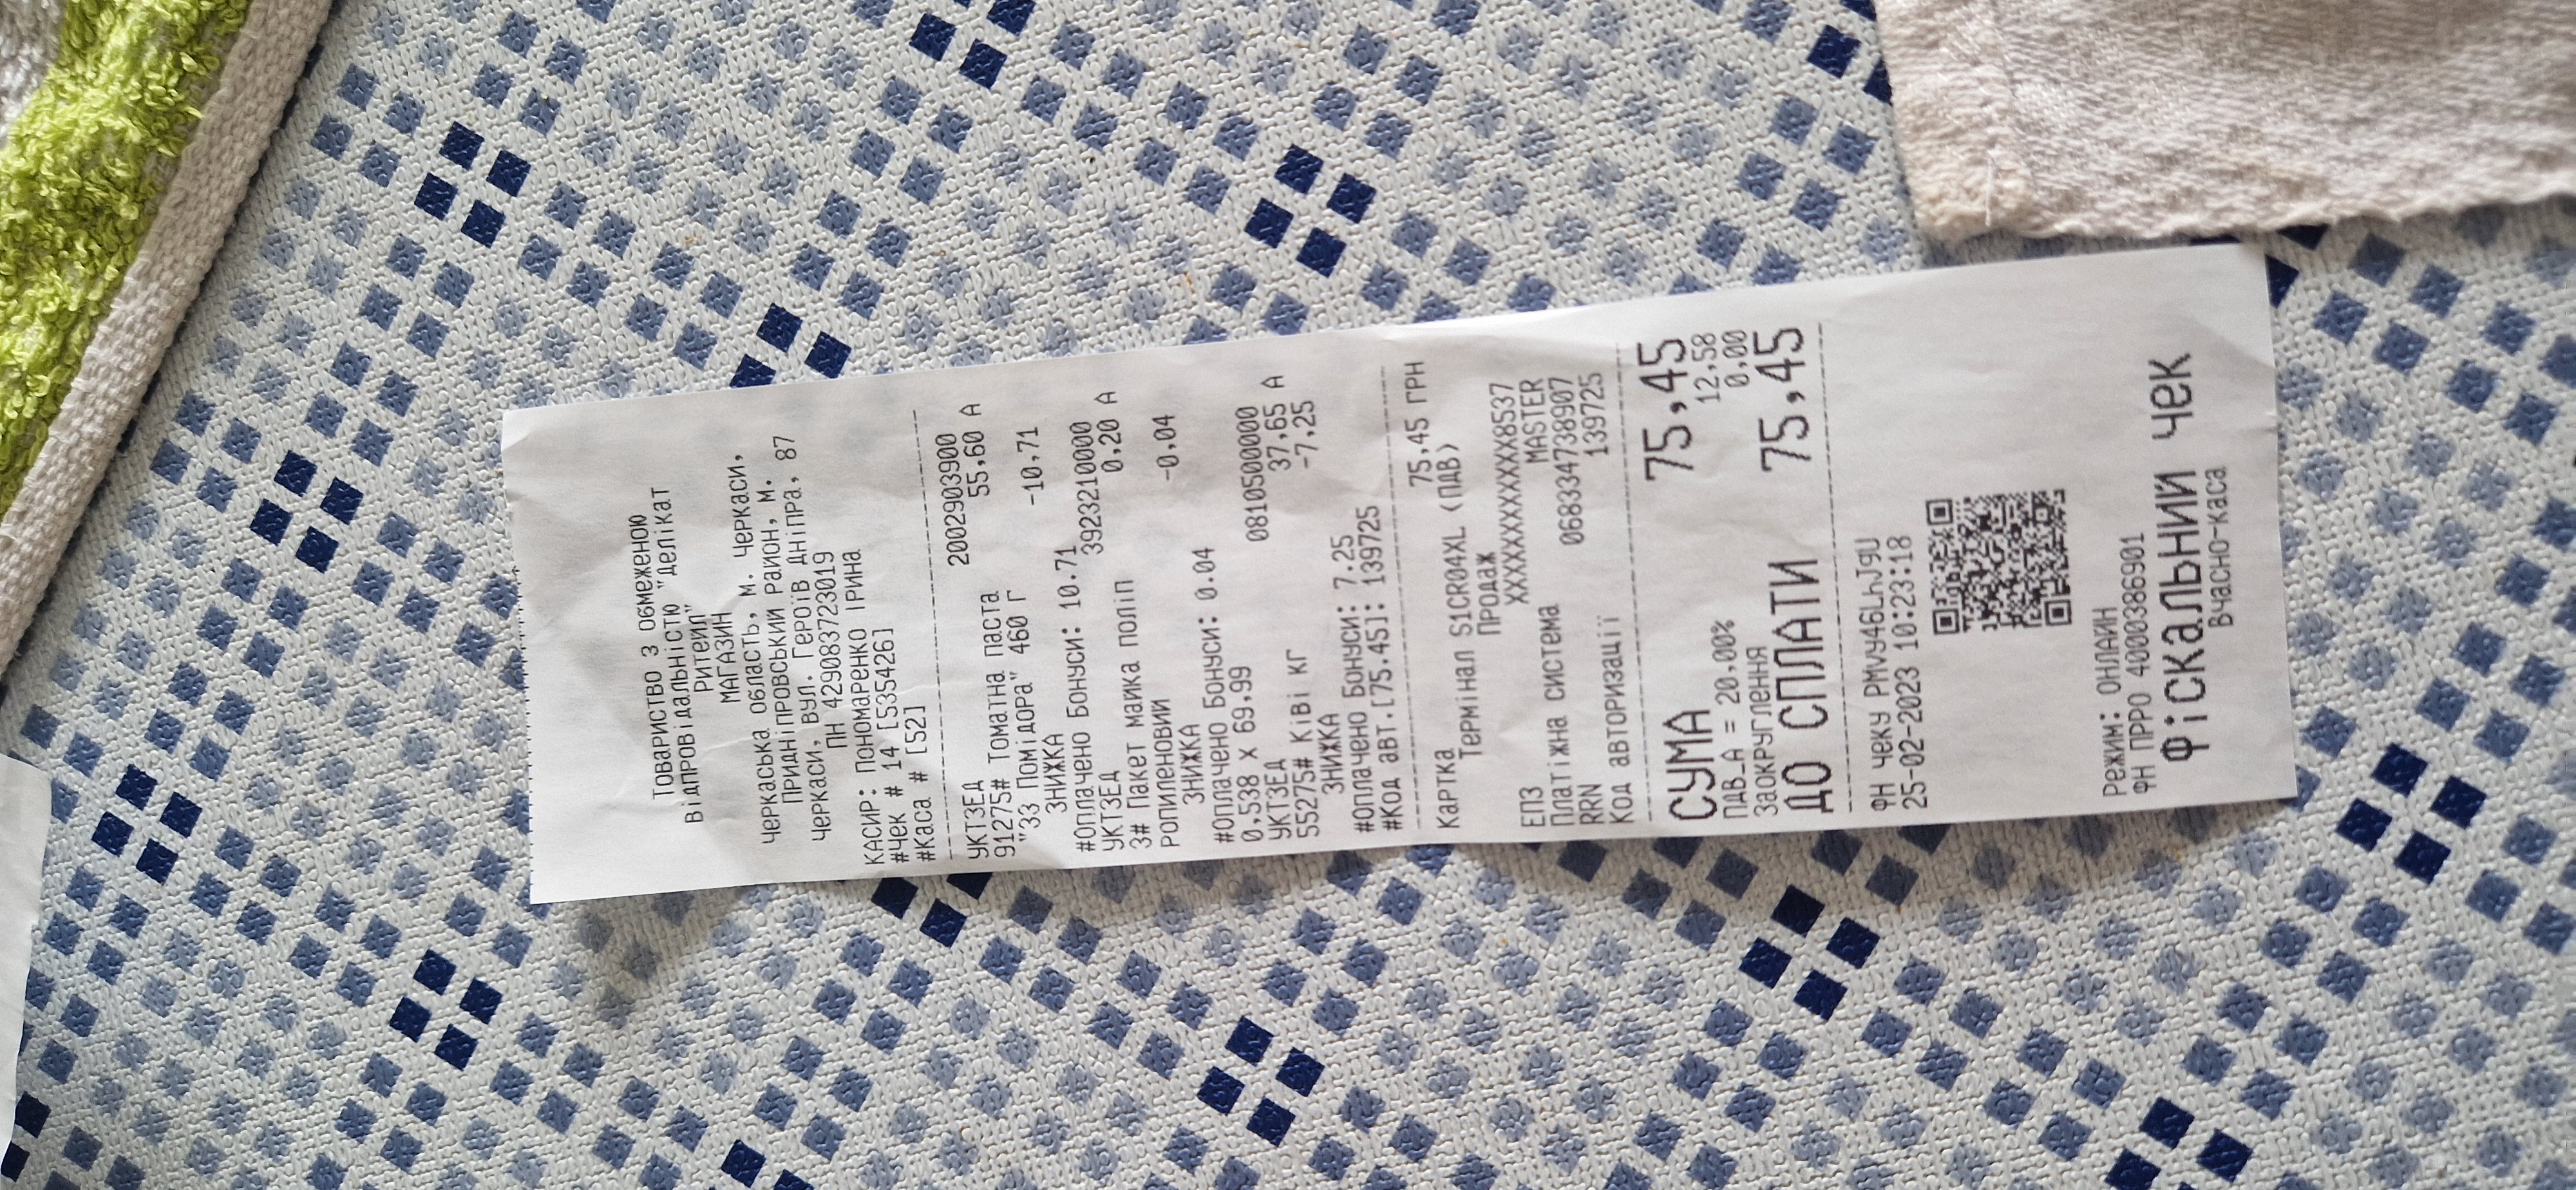 Товариство з обмеженою
відпровідальністю "Делікат
Ритейл"
МАГАЗИН
Черкаська область, м. Черкаси,
Придніпровський район, м.
Черкаси, вул. Героїв Дніпра, 87
ПН 429083723019
КАСИР: Пономаренко Ірина
#Чек # 14 [535426]
#Каса # [52]
УКТЗЕД 2002903900
91275# Томатна паста 55,60 А
"33 Помідора" 460 г
ЗНИЖКА -10,71
#Оплачено Бонуси: 10.71
УКТЗЕД 3923210000
3# Пакет майка поліп 0,20 А
ропиленовий
ЗНИЖКА -0,04
#Оплачено Бонуси: 0.04
0,538 x 69,99
УКТЗЕД 0810500000
55275# Ківі кг 37,65 А
ЗНИЖКА -7,25
#Оплачено Бонуси: 7.25
#Код авт.[75.45]: 139725
Картка 75,45 ГРН
Термінал S1CR04XL (ПДВ)
Продаж
ЕПЗ XXXXXXXXXXXX8537
Платіжна система MASTER
RRN 068334738907
Код авторизації 139725
СУМА 75,45
ПДВ_А = 20,00% 12,58
Заокруглення 0,00
ДО СПЛАТИ 75,45
ФН чеку PMVy46LhJ9U
25-02-2023 10:23:18
Режим: ОНЛАЙН
ФН ПРРО 4000386901
Фіскальний чек
Вчасно-каса